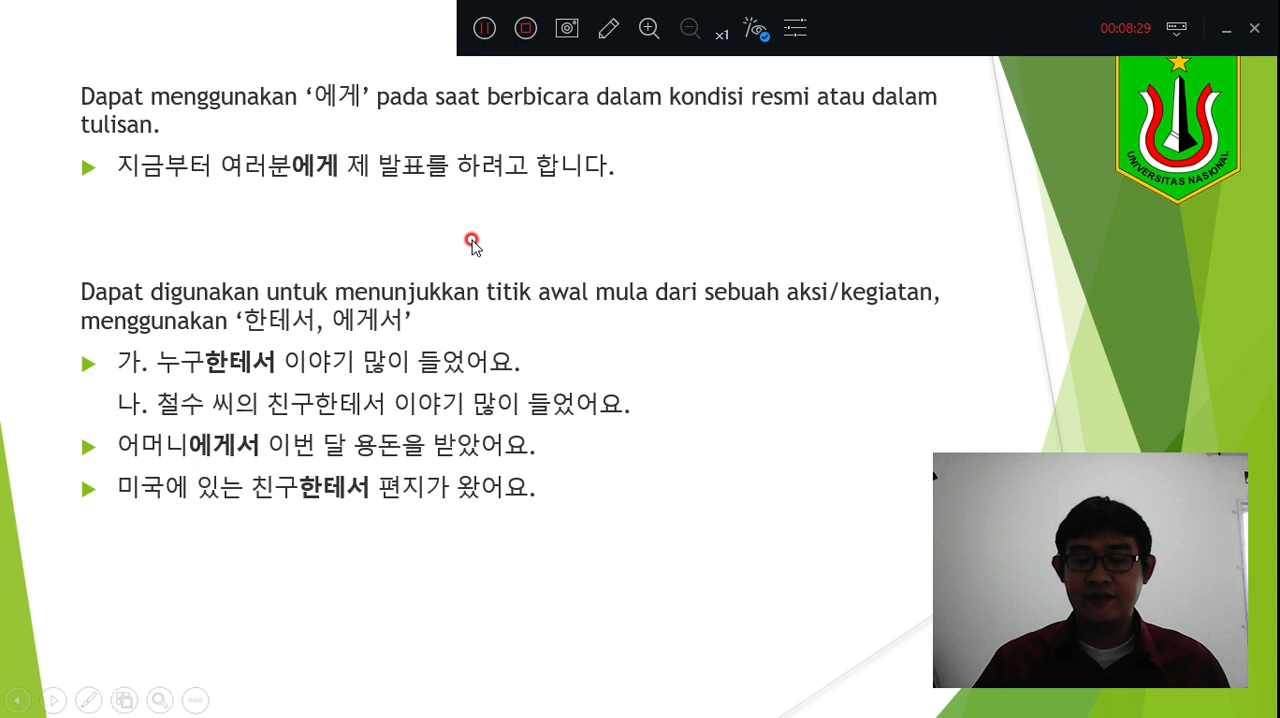 x1
00:08:29
Dapat menggunakan ‘에게’ pada saat berbicara dalam kondisi resmi atau dalam
tulisan.
지금부터 여러분에게 제 발표를 하려고 합니다.
UNIVERSITAS NASIONAL
Dapat digunakan untuk menunjukkan titik awal mula dari sebuah aksi/kegiatan,
menggunakan ‘한테서, 에게서’
가. 누구한테서 이야기 많이 들었어요.
나. 철수 씨의 친구한테서 이야기 많이 들었어요.
어머니에게서 이번 달 용돈을 받았어요.
미국에 있는 친구한테서 편지가 왔어요.